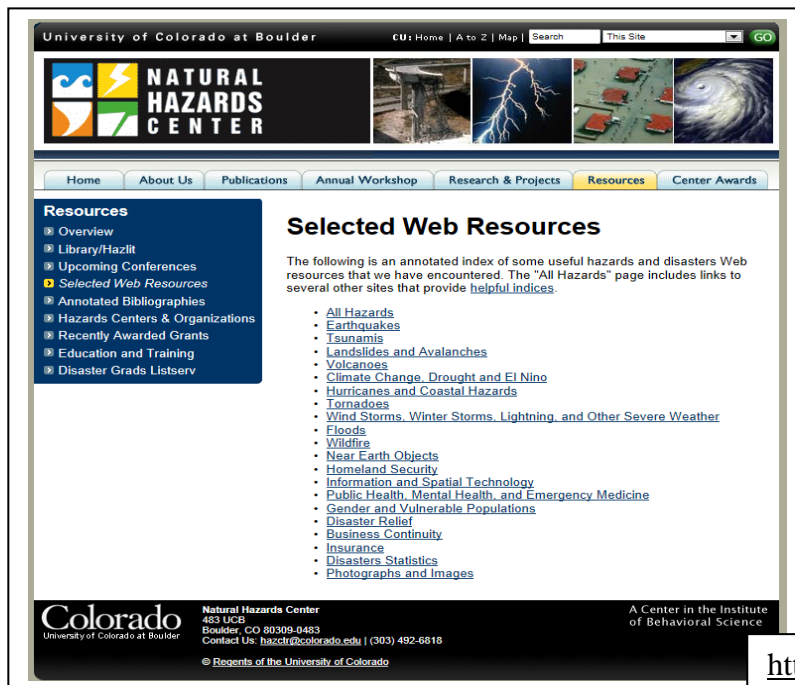 University of Colorado at Boulder
CU: Home | A to Z | Map | Search This Site GO
NATURAL
HAZARDS
CENTER
Home About Us Publications Annual Workshop Research & Projects Resources Center Awards
Resources
Overview
Library/Hazlit
Upcoming Conferences
Selected Web Resources
Annotated Bibliographies
Hazards Centers & Organizations
Recently Awarded Grants
Education and Training
Disaster Grads Listserv
Selected Web Resources
The following is an annotated index of some useful hazards and disasters Web
resources that we have encountered. The "All Hazards" page includes links to
several other sites that provide helpful indices.
• All Hazards
• Earthquakes
• Tsunamis
• Landslides and Avalanches
• Volcanoes
• Climate Change, Drought and El Nino
• Hurricanes and Coastal Hazards
• Tornadoes
• Wind Storms, Winter Storms, Lightning, and Other Severe Weather
• Floods
• Wildfire
• Near Earth Objects
• Homeland Security
• Information and Spatial Technology
• Public Health, Mental Health, and Emergency Medicine
• Gender and Vulnerable Populations
• Disaster Relief
• Business Continuity
• Insurance
• Disasters Statistics
• Photographs and Images
Colorado
University of Colorado at Boulder
Natural Hazards Center
483 UCB
Boulder, CO 80309-0483
Contact Us: hazctr@colorado.edu | (303) 492-6818
© Regents of the University of Colorado
A Center in the Institute
of Behavioral Science